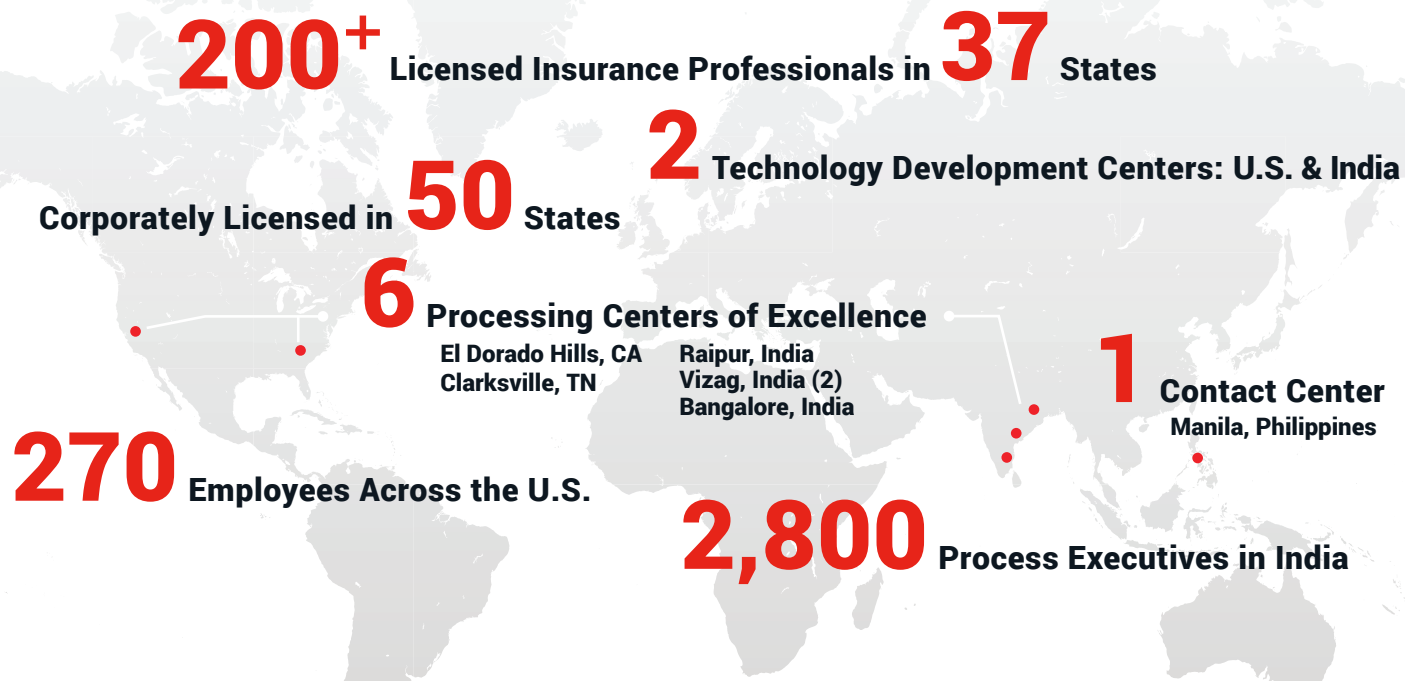 200+ Licensed Insurance Professionals in 37 States
2 Technology Development Centers: U.S. & India
Corporately Licensed in 50 States
6 Processing Centers of Excellence
El Dorado Hills, CA
Clarksville, TN
Raipur, India
Vizag, India (2)
Bangalore, India
1 Contact Center
Manila, Philippines
270 Employees Across the U.S.
2,800 Process Executives in India